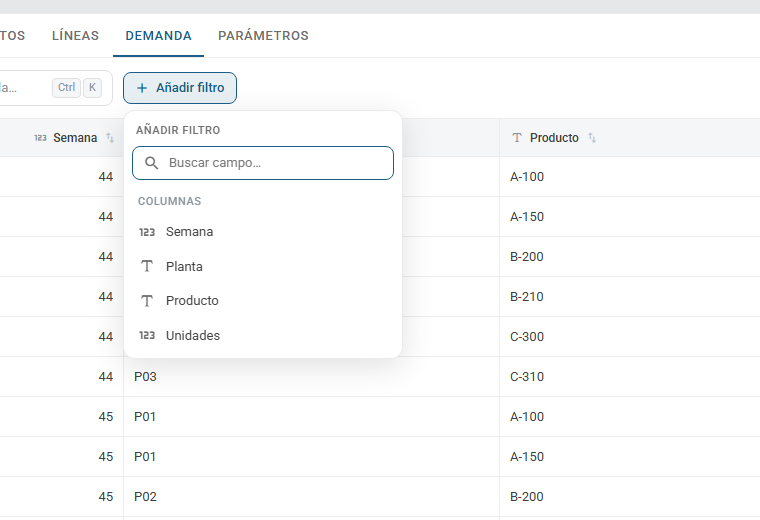 TOS LÍNEAS DEMANDA PARÁMETROS
la… Ctrl K + Añadir filtro
AÑADIR FILTRO
123 Semana T Producto
Buscar campo…
44 A-100
COLUMNAS
44 A-150
123 Semana
44 B-200
T Planta
44 B-210
T Producto
44 C-300
123 Unidades
44 P03 C-310
45 P01 A-100
45 P01 A-150
45 P02 B-200